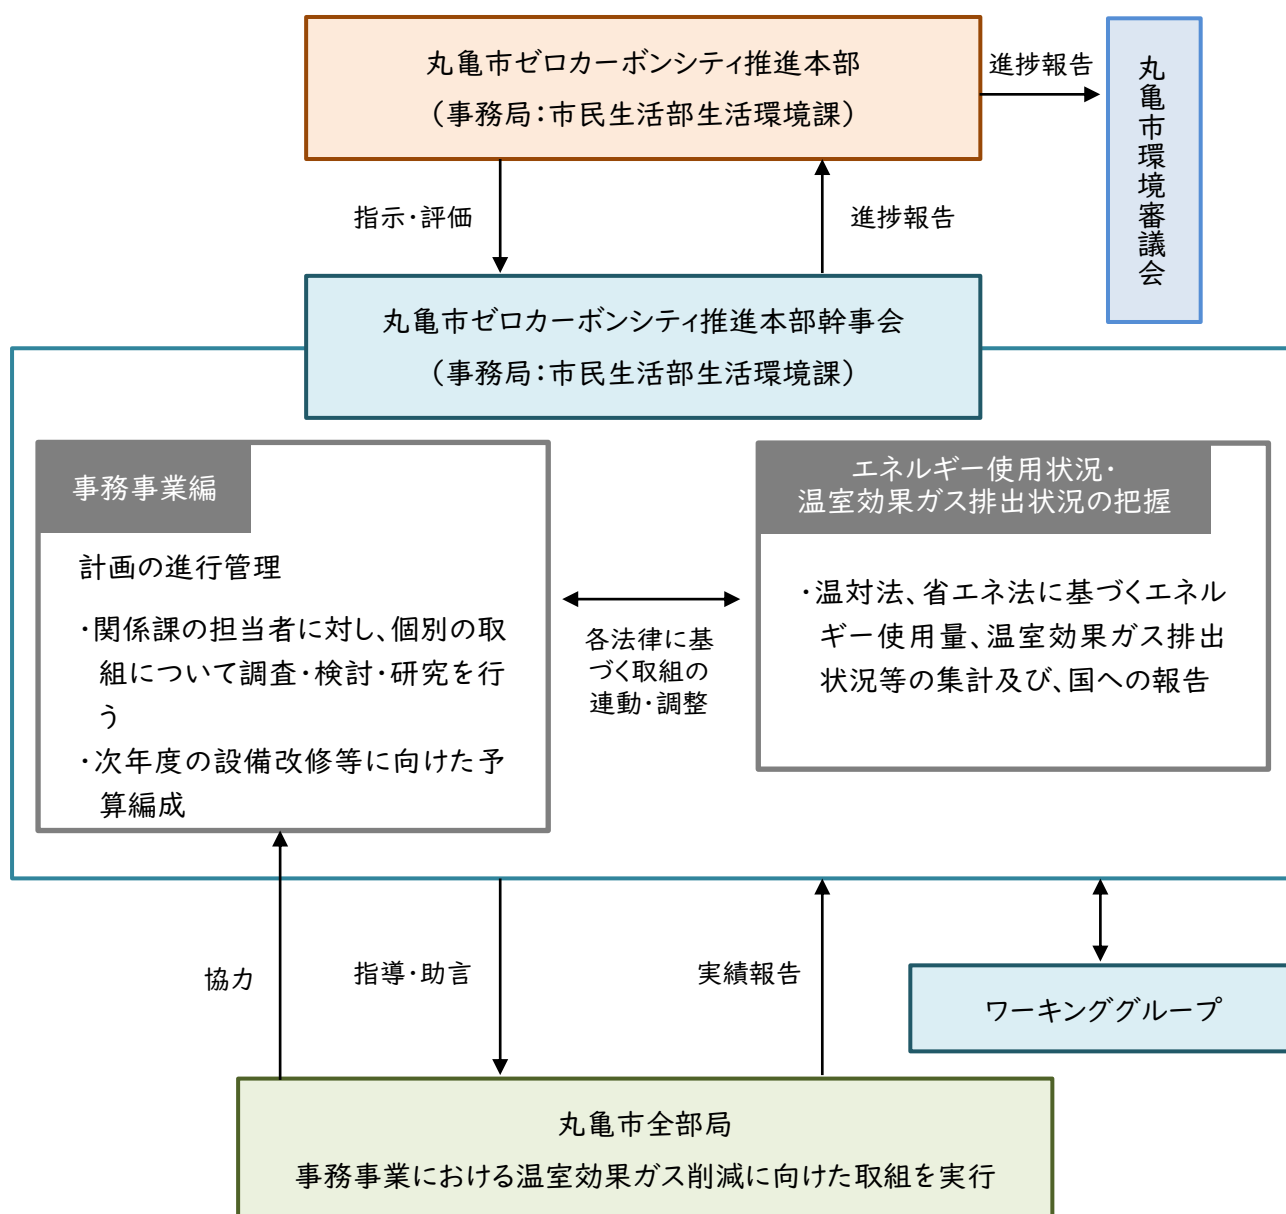 丸亀市ゼロカーボンシティ推進本部
（事務局：市民生活部生活環境課）
進捗報告
丸亀市環境審議会
指示・評価
進捗報告
丸亀市ゼロカーボンシティ推進本部幹事会
（事務局：市民生活部生活環境課）
事務事業編
計画の進行管理
・関係課の担当者に対し、個別の取
組について調査・検討・研究を行
う
・次年度の設備改修等に向けた予
算編成
各法律に基
づく取組の
連動・調整
エネルギー使用状況・
温室効果ガス排出状況の把握
・温対法、省エネ法に基づくエネル
ギー使用量、温室効果ガス排出
状況等の集計及び、国への報告
協力
指導・助言
実績報告
ワーキンググループ
丸亀市全部局
事務事業における温室効果ガス削減に向けた取組を実行